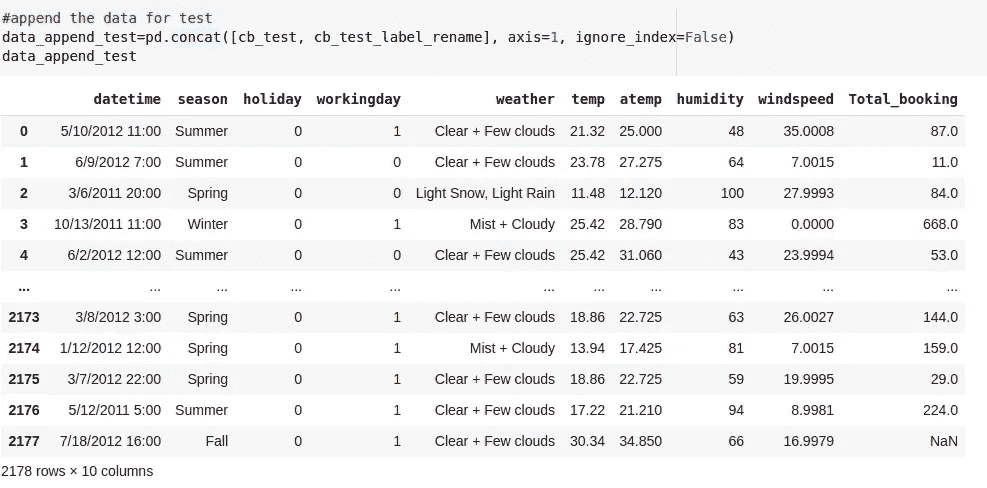 #append the data for test
data_append_test=pd.concat([cb_test, cb_test_label_rename], axis=1, ignore_index=False)
data_append_test
datetime season holiday workingday weather temp atemp humidity windspeed Total_booking
0 5/10/2012 11:00 Summer 0 1 Clear + Few clouds 21.32 25.000 48 35.0008 87.0
1 6/9/2012 7:00 Summer 0 0 Clear + Few clouds 23.78 27.275 64 7.0015 11.0
2 3/6/2011 20:00 Spring 0 0 Light Snow, Light Rain 11.48 12.120 100 27.9993 84.0
3 10/13/2011 11:00 Winter 0 1 Mist + Cloudy 25.42 28.790 83 0.0000 668.0
4 6/2/2012 12:00 Summer 0 0 Clear + Few clouds 25.42 31.060 43 23.9994 53.0
... ... ... ... ... ... ... ... ... ... ...
2173 3/8/2012 3:00 Spring 0 1 Clear + Few clouds 18.86 22.725 63 26.0027 144.0
2174 1/12/2012 12:00 Spring 0 1 Mist + Cloudy 13.94 17.425 81 7.0015 159.0
2175 3/7/2012 22:00 Spring 0 1 Clear + Few clouds 18.86 22.725 59 19.9995 29.0
2176 5/12/2011 5:00 Summer 0 1 Clear + Few clouds 17.22 21.210 94 8.9981 224.0
2177 7/18/2012 16:00 Fall 0 1 Clear + Few clouds 30.34 34.850 66 16.9979 NaN
2178 rows × 10 columns